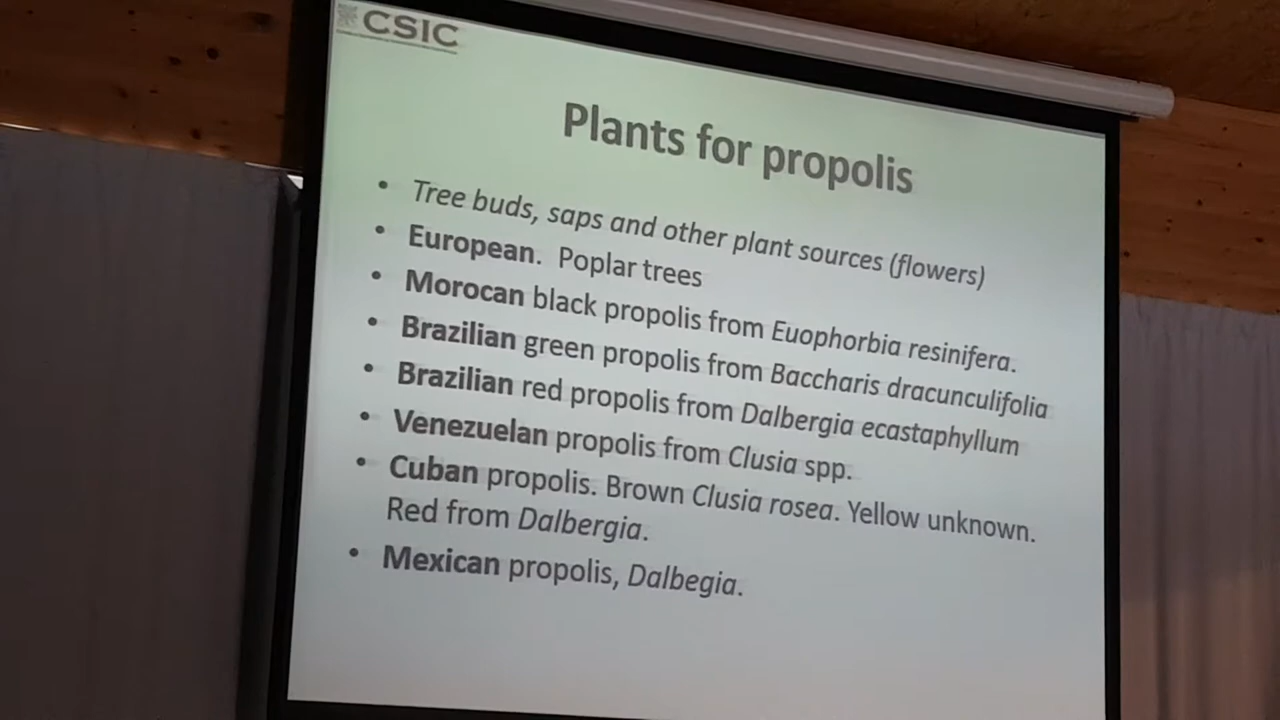 CSIC
Plants for propolis
• Tree buds, saps and other plant sources (flowers)
• European. Poplar trees
• Morocan black propolis from Euophorbia resinifera.
• Brazilian green propolis from Baccharis dracunculifolia
• Brazilian red propolis from Dalbergia ecastaphyllum
• Venezuelan propolis from Clusia spp.
• Cuban propolis. Brown Clusia rosea. Yellow unknown.
Red from Dalbergia.
• Mexican propolis, Dalbegia.